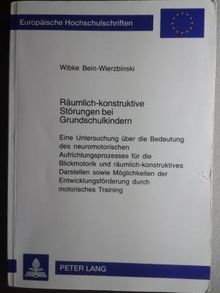 Europäische Hochschulschriften
Wibke Bein-Wierzbinski
Räumlich-konstruktive
Störungen bei
Grundschulkindern
Eine Untersuchung über die Bedeutung
des neuromotorischen
Aufrichtungsprozesses für die
Blickmotorik und räumlich-konstruktives
Darstellen sowie Möglichkeiten der
Entwicklungsförderung durch
motorisches Training
PETER LANG